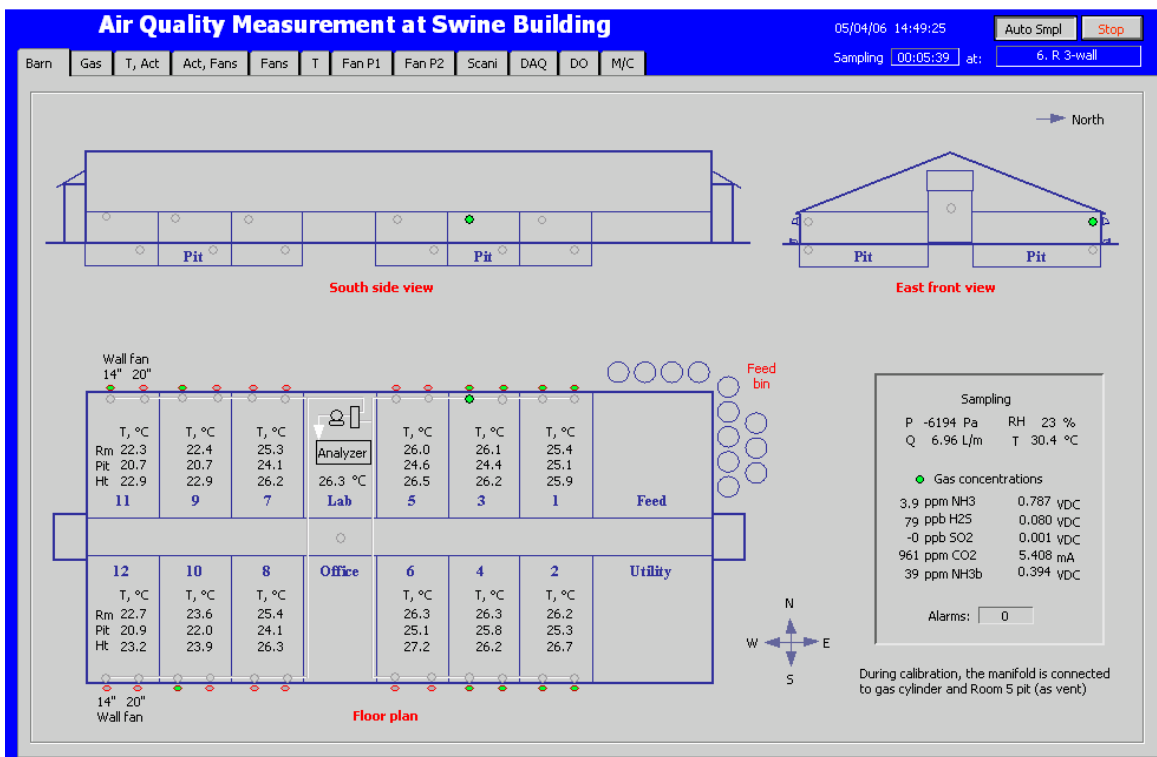 Air Quality Measurement at Swine Building
05/04/06 14:49:25
Auto Smpl Stop
Barn Gas T, Act Act, Fans Fans T Fan P1 Fan P2 Scani DAQ DO M/C
Sampling 00:05:39 at: 6. R 3-wall
North
Pit Pit
Pit Pit
South side view
East front view
Wall fan
14" 20"
Feed
bin
T, °C T, °C T, °C T, °C T, °C T, °C
Rm 22.3 22.4 25.3 Analyzer 26.0 26.1 25.4
Pit 20.7 20.7 24.1 24.6 24.4 25.1
Ht 22.9 22.9 26.2 26.3 °C 26.5 26.2 25.9
11 9 7 Lab 5 3 1 Feed
12 10 8 Office 6 4 2 Utility
T, °C T, °C T, °C T, °C T, °C T, °C
Rm 22.7 23.6 25.4 26.3 26.3 26.2
Pit 20.9 22.0 24.1 25.1 25.8 25.3
Ht 23.2 23.9 26.3 27.2 26.2 26.7
14" 20"
Wall fan
Floor plan
N
W E
S
Sampling
P -6194 Pa RH 23 %
Q 6.96 L/m T 30.4 °C
Gas concentrations
3.9 ppm NH3 0.787 VDC
79 ppb H2S 0.080 VDC
-0 ppb SO2 0.001 VDC
961 ppm CO2 5.408 mA
39 ppm NH3b 0.394 VDC
Alarms: 0
During calibration, the manifold is connected
to gas cylinder and Room 5 pit (as vent)